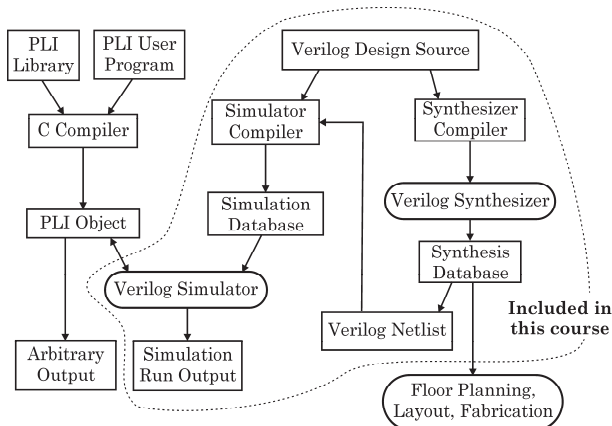 PLI
Library
PLI User
Program
Verilog Design Source
C Compiler
Simulator
Compiler
Synthesizer
Compiler
PLI Object
Simulation
Database
Verilog Synthesizer
Synthesis
Database
Verilog Simulator
Included in
this course
Verilog Netlist
Arbitrary
Output
Simulation
Run Output
Floor Planning,
Layout, Fabrication